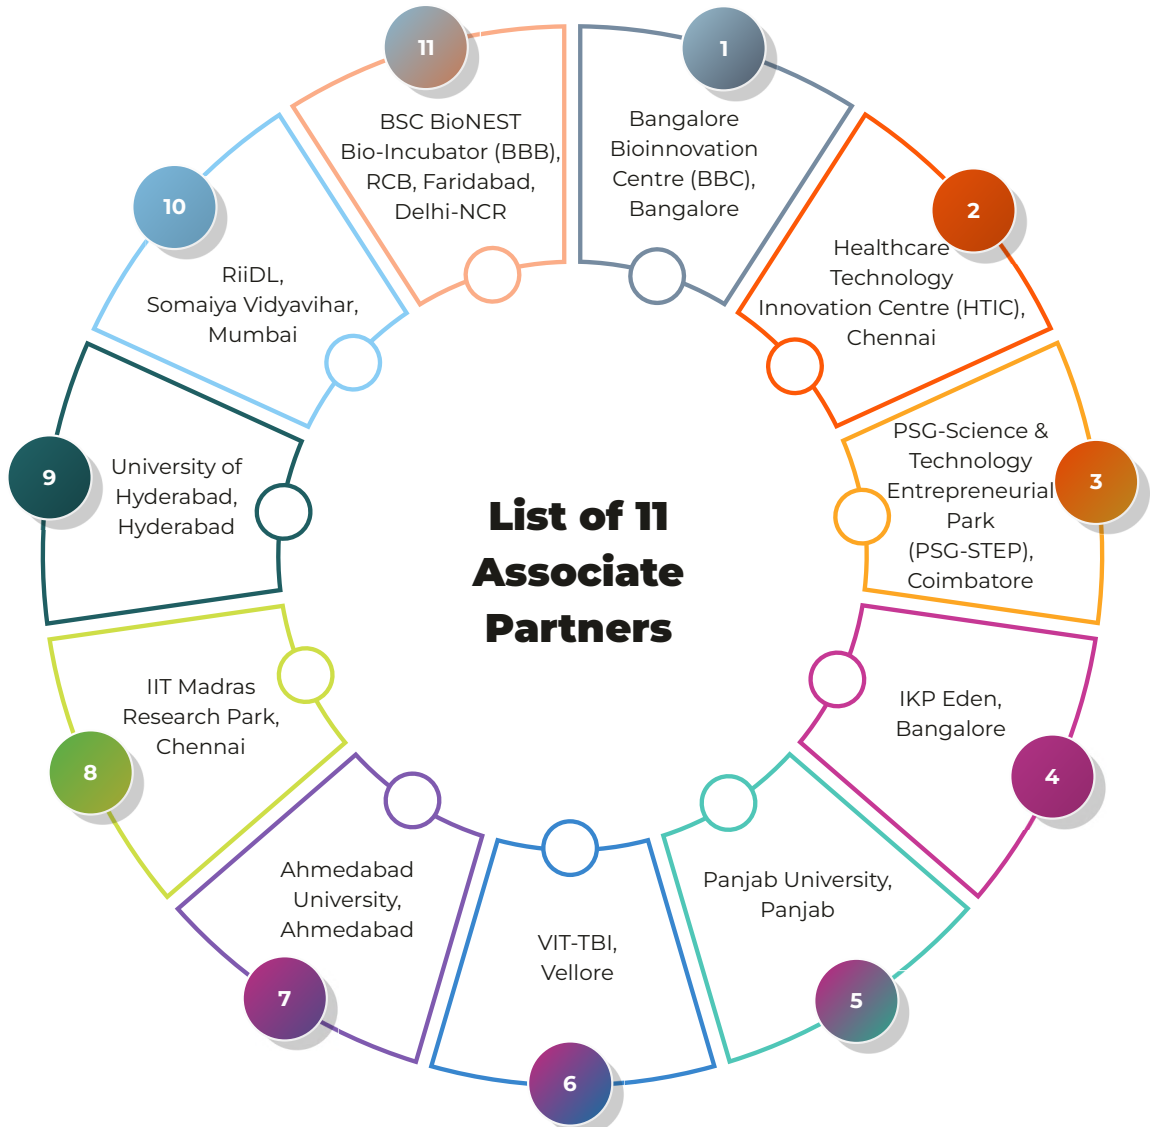 List of 11
Associate
Partners
1
Bangalore
Bioinnovation
Centre (BBC),
Bangalore
2
Healthcare
Technology
Innovation Centre (HTIC),
Chennai
3
PSG-Science &
Technology
Entrepreneurial
Park
(PSG-STEP),
Coimbatore
4
IKP Eden,
Bangalore
5
Panjab University,
Panjab
6
VIT-TBI,
Vellore
7
Ahmedabad
University,
Ahmedabad
8
IIT Madras
Research Park,
Chennai
9
University of
Hyderabad,
Hyderabad
10
RiiDL,
Somaiya Vidyavihar,
Mumbai
11
BSC BioNEST
Bio-Incubator (BBB),
RCB, Faridabad,
Delhi-NCR